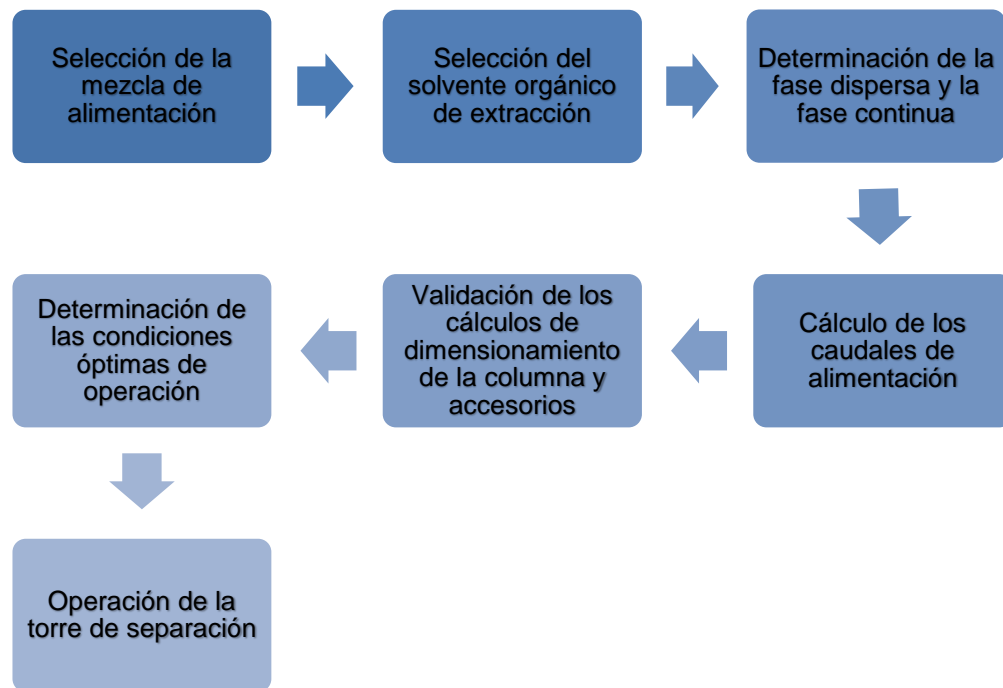 Selección de la
mezcla de
alimentación
Selección del
solvente orgánico
de extracción
Determinación de la
fase dispersa y la
fase continua
Cálculo de los
caudales de
alimentación
Validación de los
cálculos de
dimensionamiento
de la columna y
accesorios
Determinación de
las condiciones
óptimas de
operación
Operación de la
torre de separación